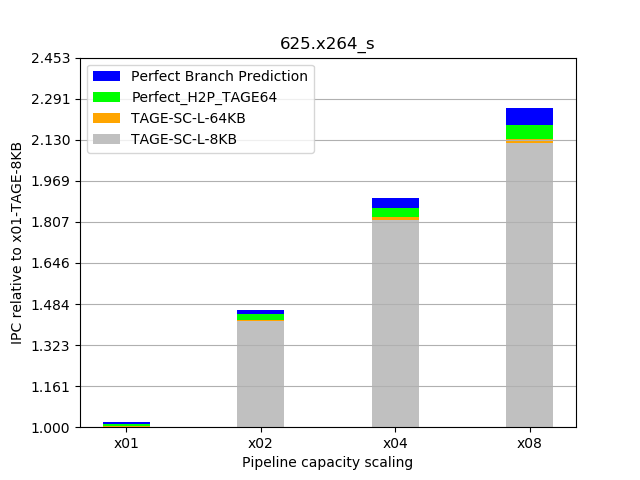 625.x264_s
2.453
2.291
2.130
1.969
1.807
1.646
1.484
1.323
1.161
1.000
IPC relative to x01-TAGE-8KB
Perfect Branch Prediction
Perfect_H2P_TAGE64
TAGE-SC-L-64KB
TAGE-SC-L-8KB
x01 x02 x04 x08
Pipeline capacity scaling